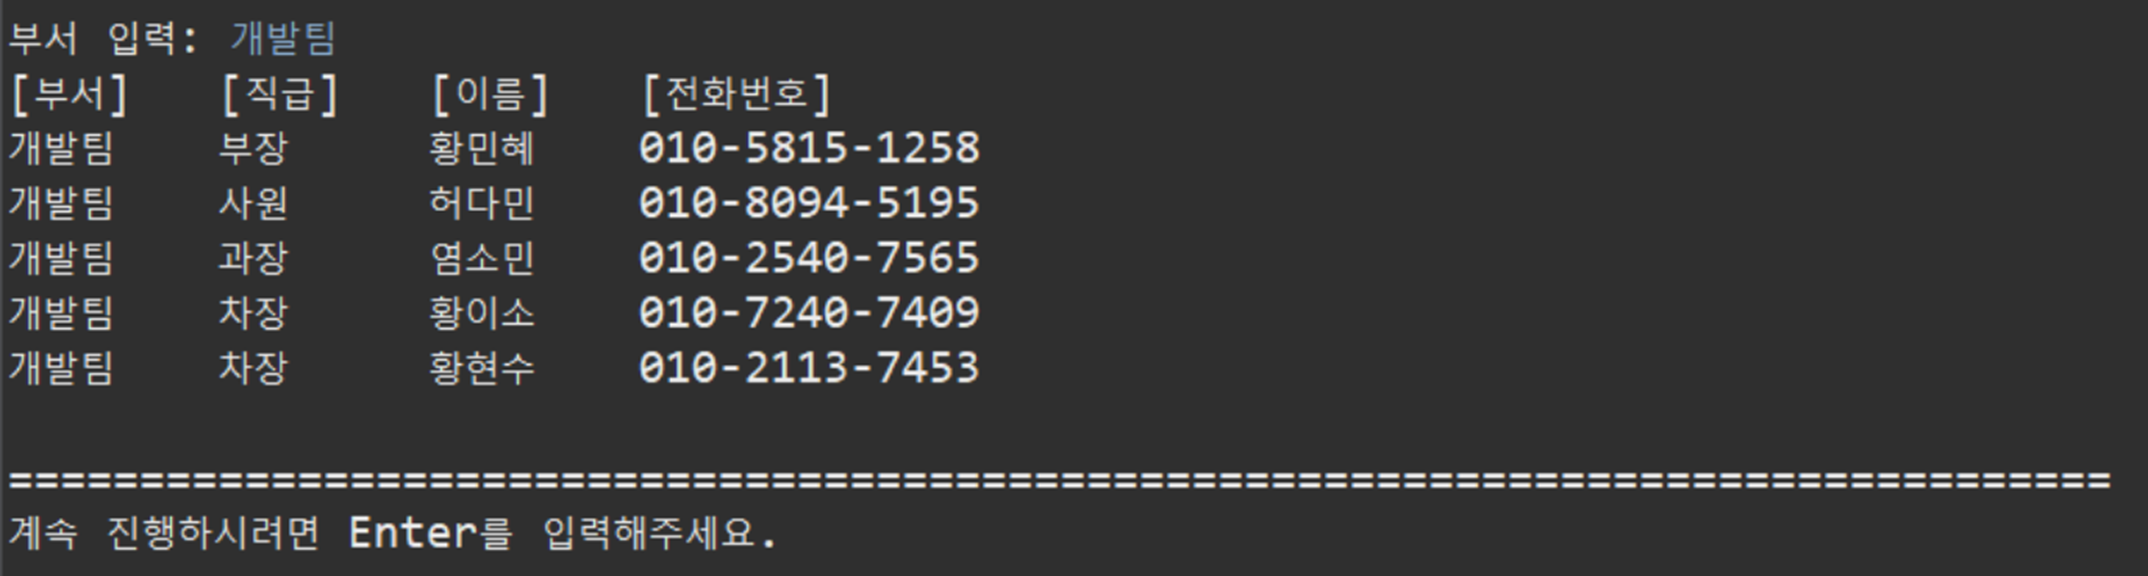 부서 입력: 개발팀
[부서] [직급] [이름] [전화번호]
개발팀 부장 황민혜 010-5815-1258
개발팀 사원 허다민 010-8094-5195
개발팀 과장 염소민 010-2540-7565
개발팀 차장 황이소 010-7240-7409
개발팀 차장 황현수 010-2113-7453
================================================================================
계속 진행하시려면 Enter를 입력해주세요.